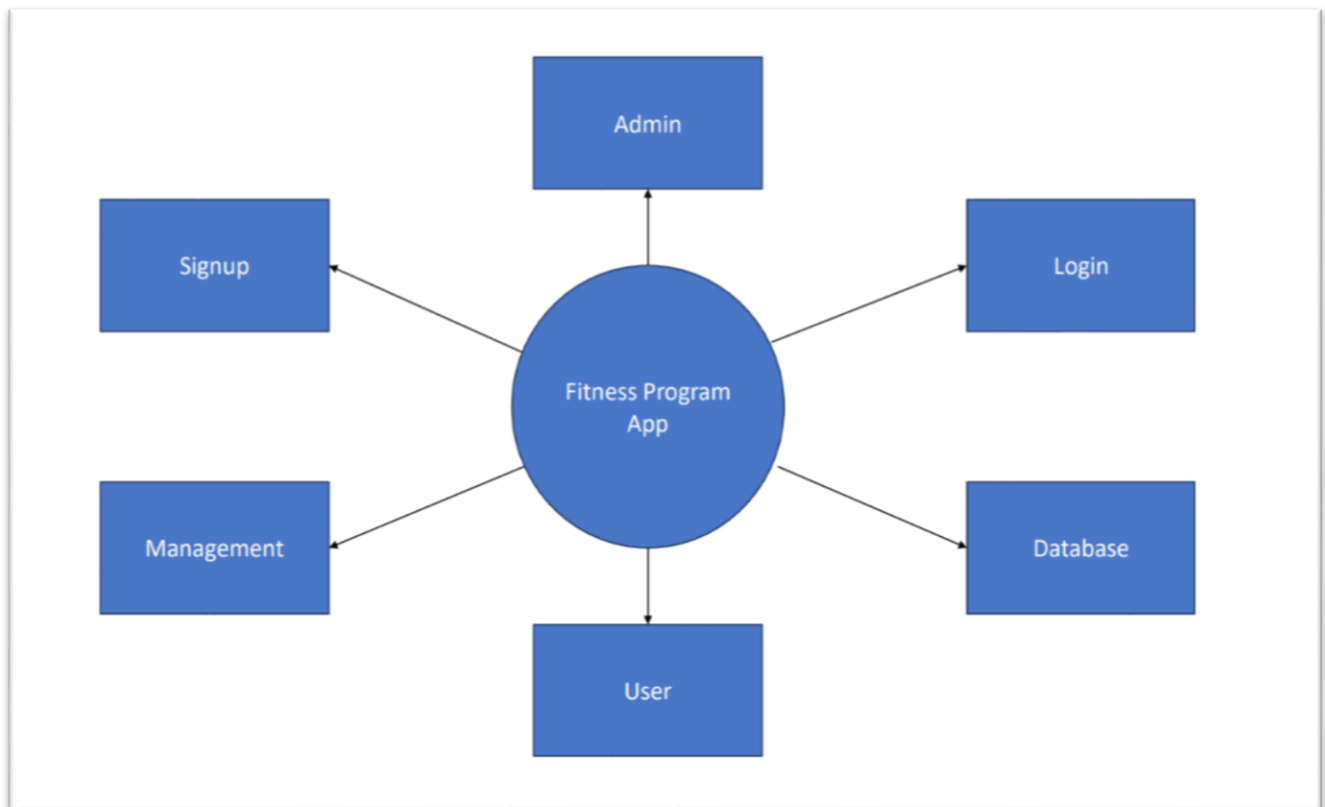 Admin
Signup
Login
Fitness Program
App
Management
Database
User